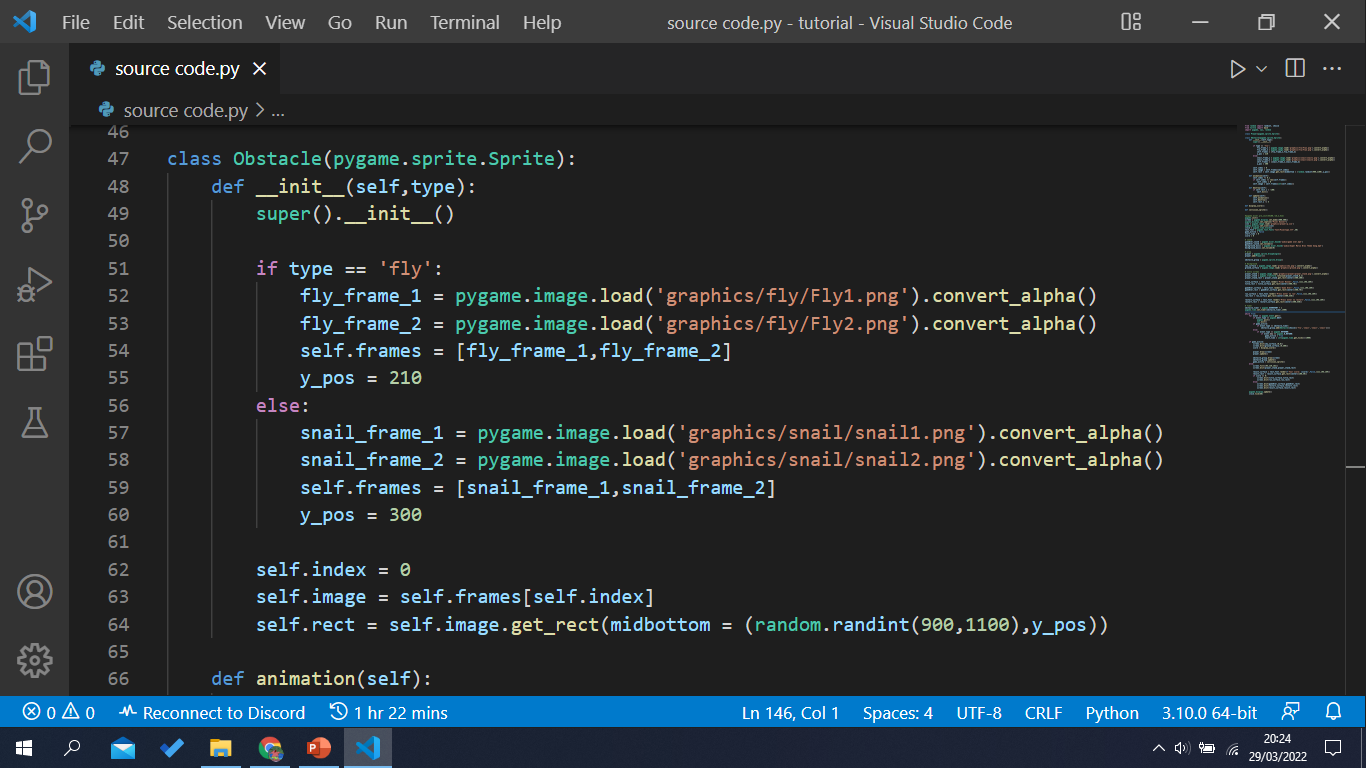 File Edit Selection View Go Run Terminal Help source code.py - tutorial - Visual Studio Code
source code.py
source code.py > ...
46
47 class Obstacle(pygame.sprite.Sprite):
48     def __init__(self,type):
49         super().__init__()
50
51         if type == 'fly':
52             fly_frame_1 = pygame.image.load('graphics/fly/Fly1.png').convert_alpha()
53             fly_frame_2 = pygame.image.load('graphics/fly/Fly2.png').convert_alpha()
54             self.frames = [fly_frame_1,fly_frame_2]
55             y_pos = 210
56         else:
57             snail_frame_1 = pygame.image.load('graphics/snail/snail1.png').convert_alpha()
58             snail_frame_2 = pygame.image.load('graphics/snail/snail2.png').convert_alpha()
59             self.frames = [snail_frame_1,snail_frame_2]
60             y_pos = 300
61
62         self.index = 0
63         self.image = self.frames[self.index]
64         self.rect = self.image.get_rect(midbottom = (random.randint(900,1100),y_pos))
65
66     def animation(self):
0 0 Reconnect to Discord 1 hr 22 mins Ln 146, Col 1 Spaces: 4 UTF-8 CRLF Python 3.10.0 64-bit
20:24
29/03/2022